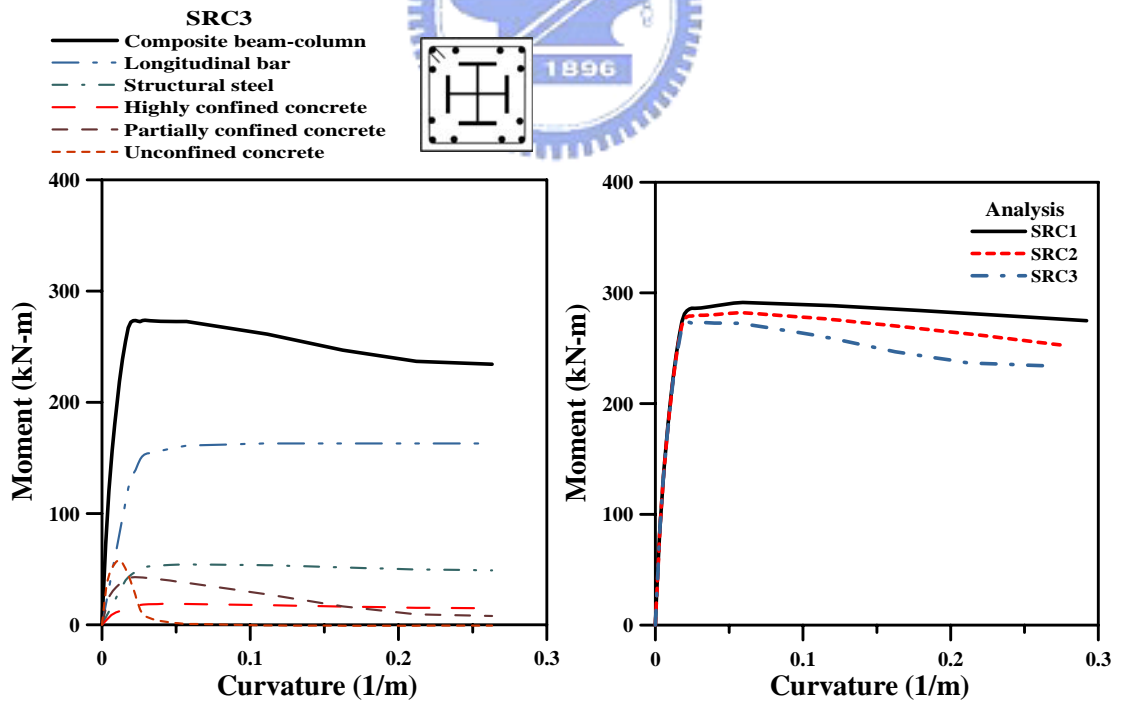 SRC3
Composite beam-column
Longitudinal bar
Structural steel
Highly confined concrete
Partially confined concrete
Unconfined concrete
1896
400
300
200
100
0
0
0.1
0.2
0.3
Moment (kN-m)
Curvature (1/m)
400
300
200
100
0
0
0.1
0.2
0.3
Moment (kN-m)
Curvature (1/m)
Analysis
SRC1
SRC2
SRC3